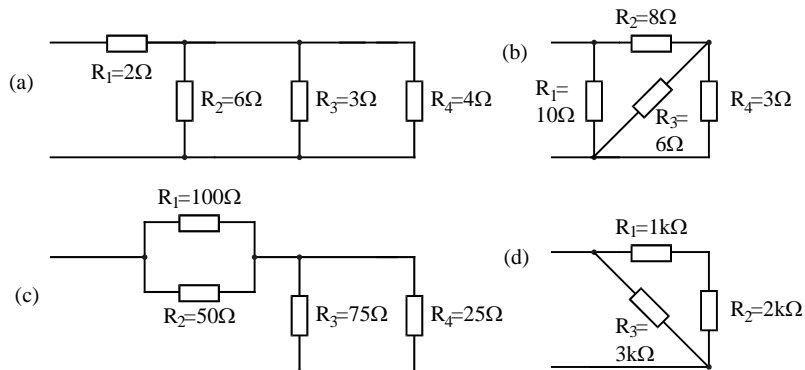 (a)
R₁=2Ω
R₂=6Ω
R₃=3Ω
R₄=4Ω
(b)
R₂=8Ω
R₁=
10Ω
R₃=
6Ω
R₄=3Ω
(c)
R₁=100Ω
R₂=50Ω
R₃=75Ω
R₄=25Ω
(d)
R₁=1kΩ
R₂=2kΩ
R₃=
3kΩ